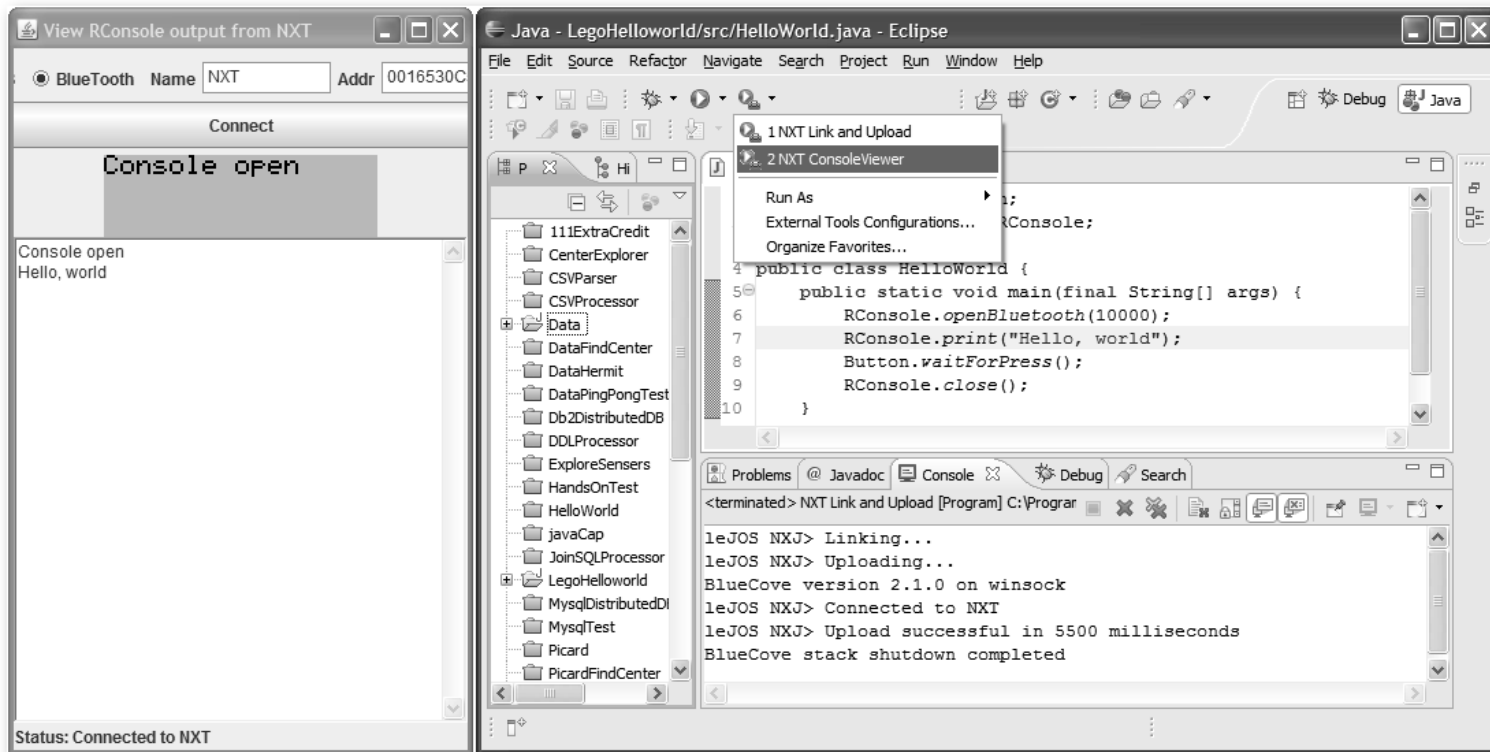 View RConsole output from NXT
BlueTooth Name NXT Addr 0016530C
Connect
Console open
Console open
Hello, world
Status: Connected to NXT
Java - LegoHelloworld/src/HelloWorld.java - Eclipse
File Edit Source Refactor Navigate Search Project Run Window Help
Debug Java
1 NXT Link and Upload
2 NXT ConsoleViewer
Run As
External Tools Configurations...
Organize Favorites...
P Hi
111ExtraCredit
CenterExplorer
CSVParser
CSVProcessor
Data
DataFindCenter
DataHermit
DataPingPongTest
Db2DistributedDB
DDLProcessor
ExploreSensers
HandsOnTest
HelloWorld
javaCap
JoinSQLProcessor
LegoHelloworld
MysqlDistributedD
MysqlTest
Picard
PicardFindCenter
J
;
RConsole;
4 public class HelloWorld {
5 public static void main(final String[] args) {
6 RConsole.openBluetooth(10000);
7 RConsole.print("Hello, world");
8 Button.waitForPress();
9 RConsole.close();
10 }
Problems @ Javadoc Console Debug Search
<terminated> NXT Link and Upload [Program] C:\Program
leJOS NXJ> Linking...
leJOS NXJ> Uploading...
BlueCove version 2.1.0 on winsock
leJOS NXJ> Connected to NXT
leJOS NXJ> Upload successful in 5500 milliseconds
BlueCove stack shutdown completed